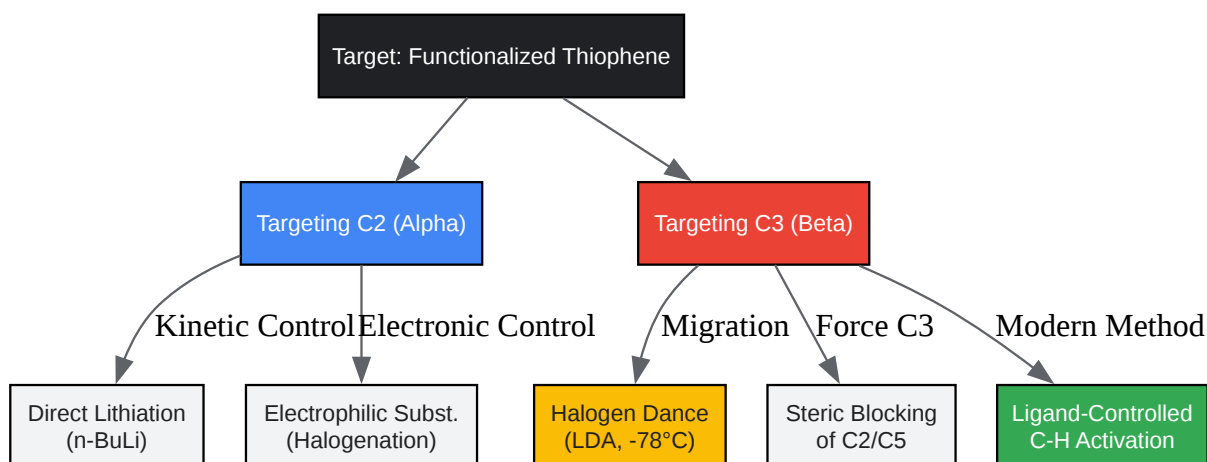 Target: Functionalized Thiophene
Targeting C2 (Alpha)
Targeting C3 (Beta)
Kinetic Control
Electronic Control
Migration
Force C3
Modern Method
Direct Lithiation
(n-BuLi)
Electrophilic Subst.
(Halogenation)
Halogen Dance
(LDA, -78°C)
Steric Blocking
of C2/C5
Ligand-Controlled
C-H Activation